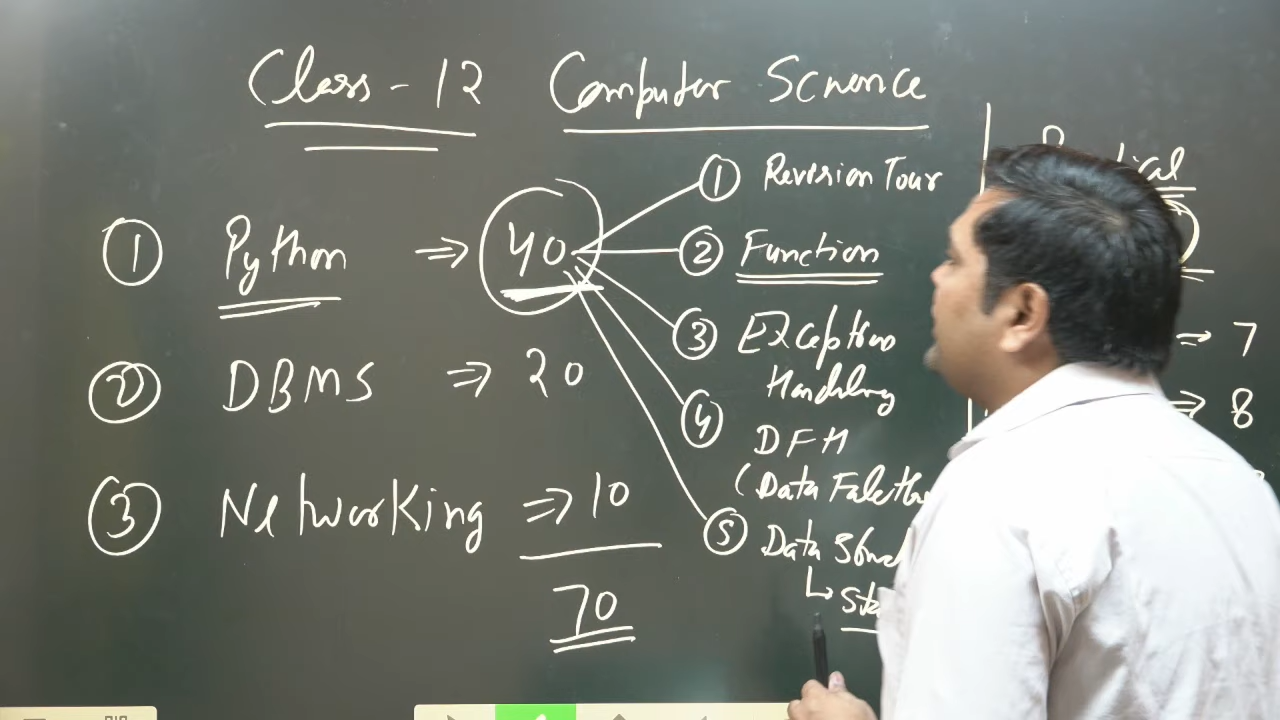 Class - 12 Computer Science
① Python ⇒ 40
② DBMS ⇒ 20
③ Networking ⇒ 10
70
① Revision Tour
② Function
③ Exception
Handling
④ DFH
(Data File
⑤ Data
↳
⇒ 7
⇒ 8